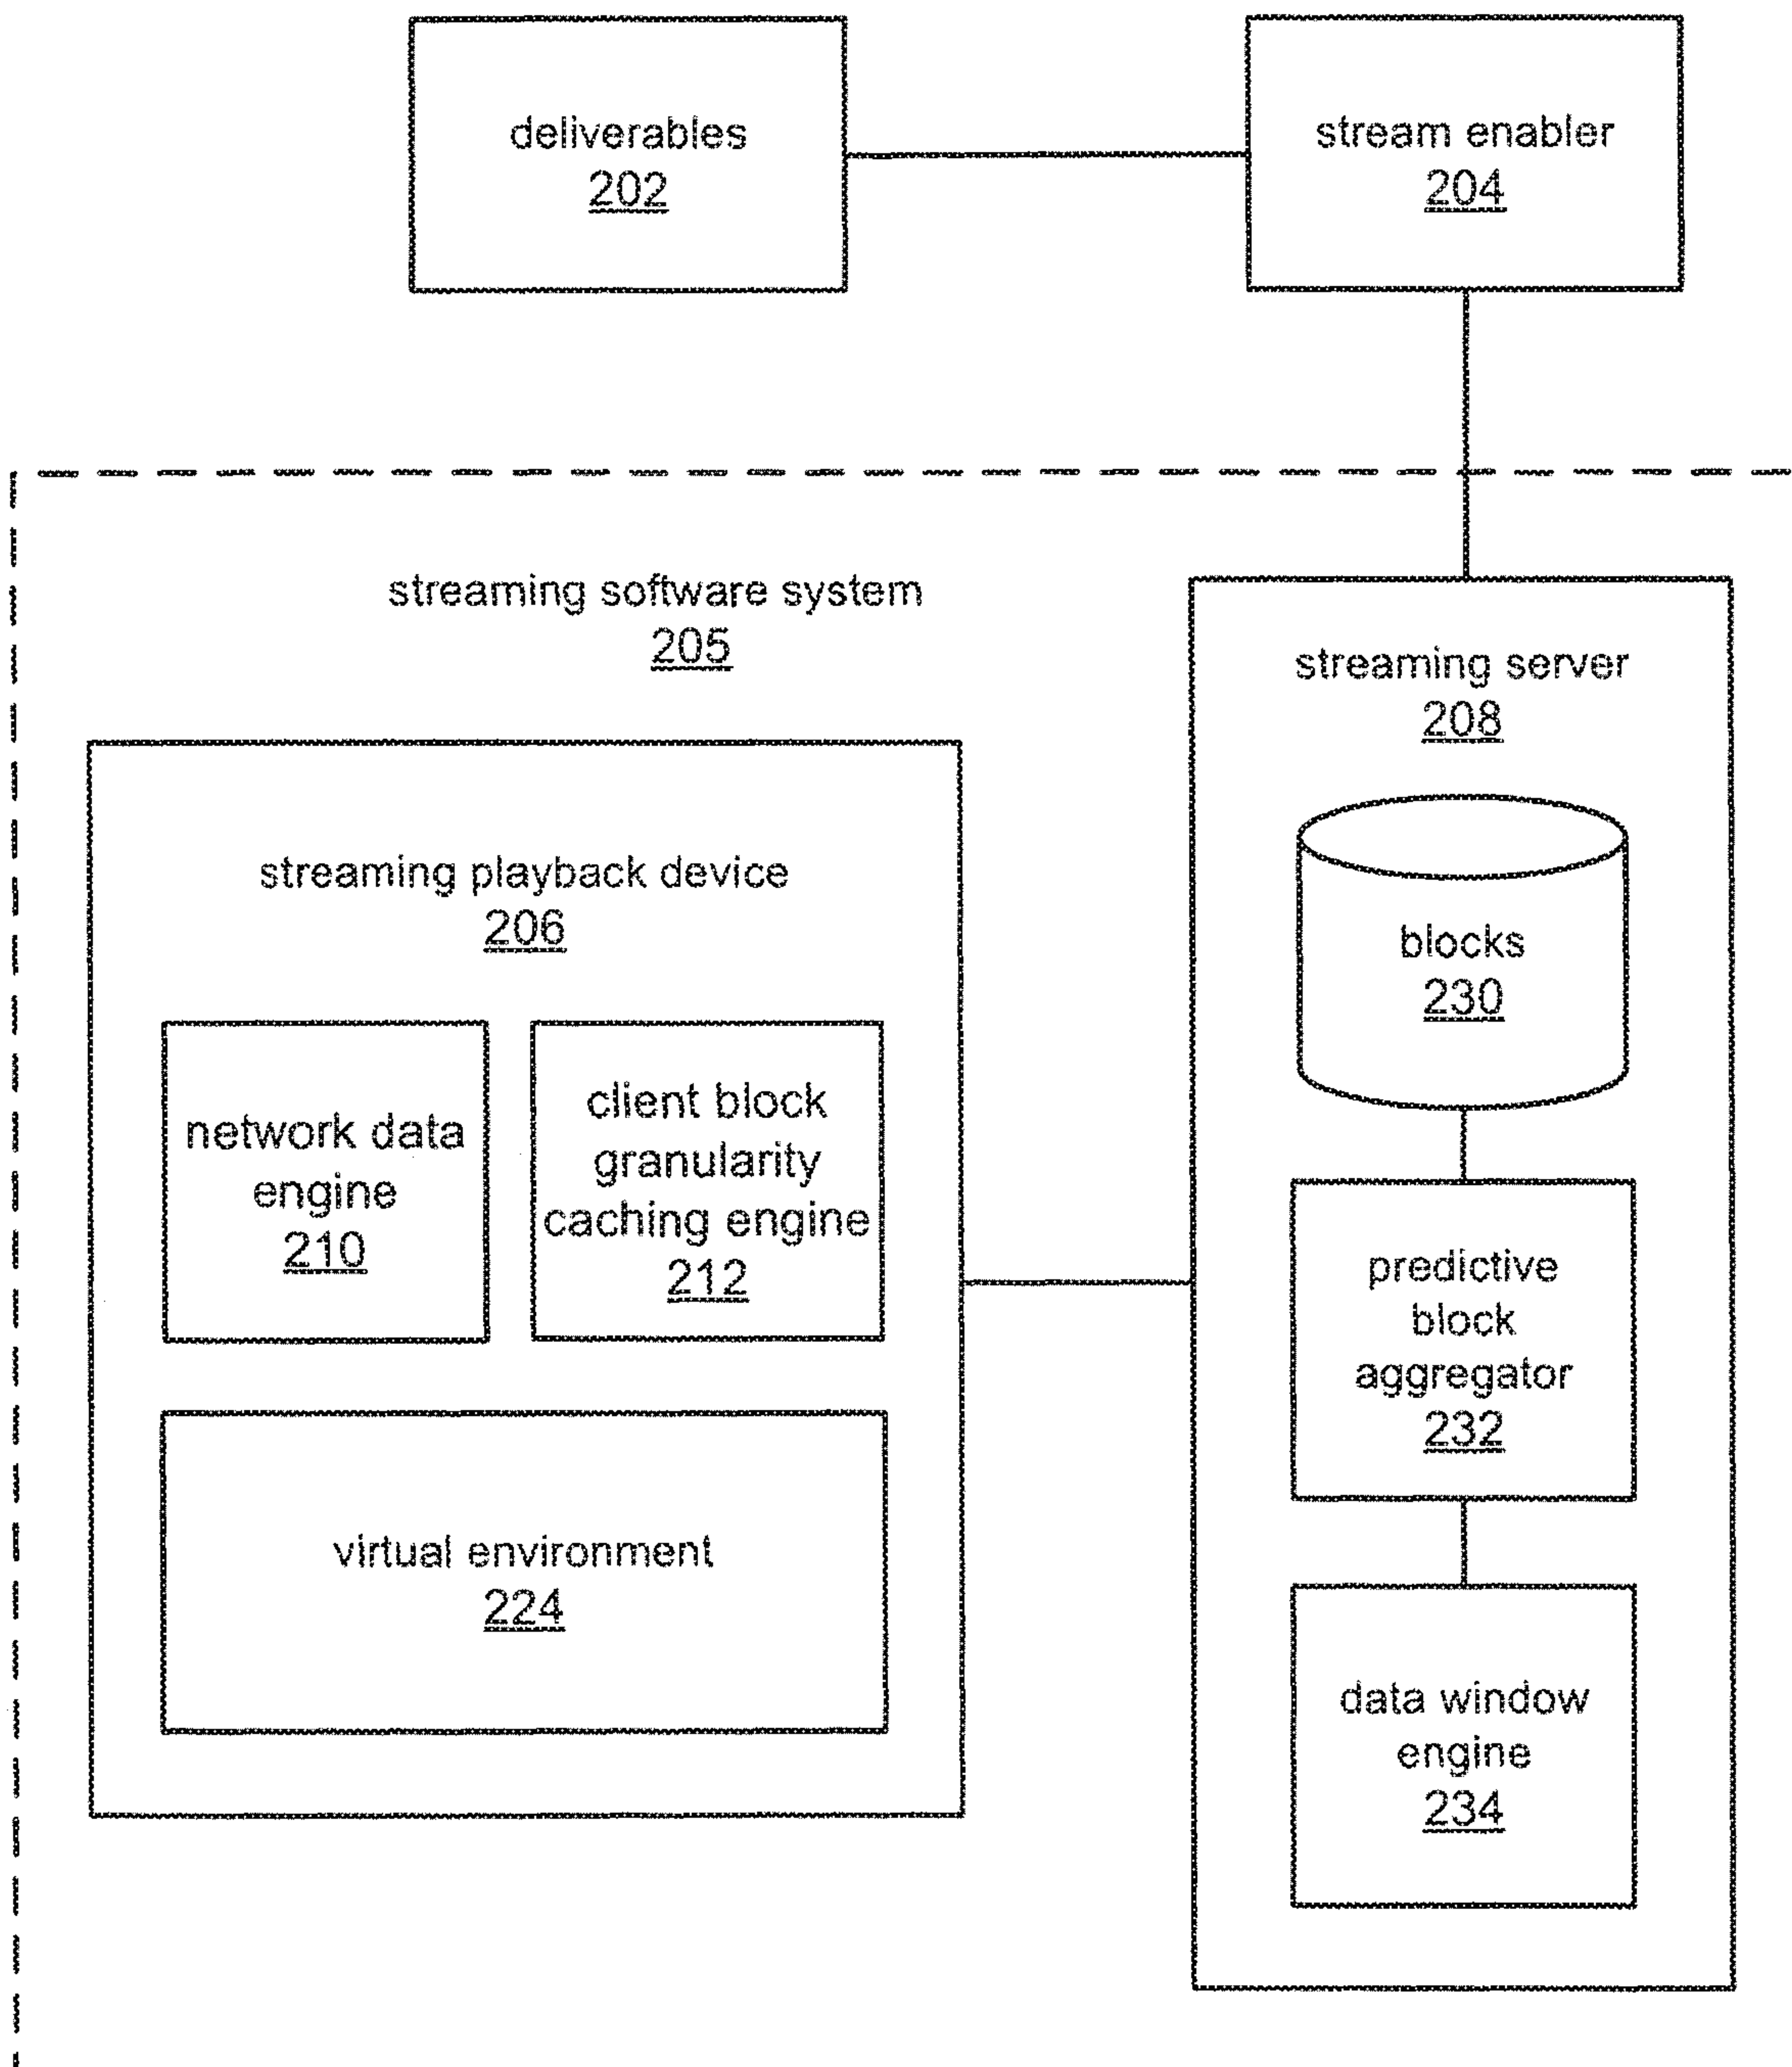 deliverables
202
stream enabler
204
streaming software system
205
streaming server
208
streaming playback device
206
blocks
230
network data
engine
210
client block
granularity
caching engine
212
predictive
block
aggregator
232
virtual environment
224
data window
engine
234